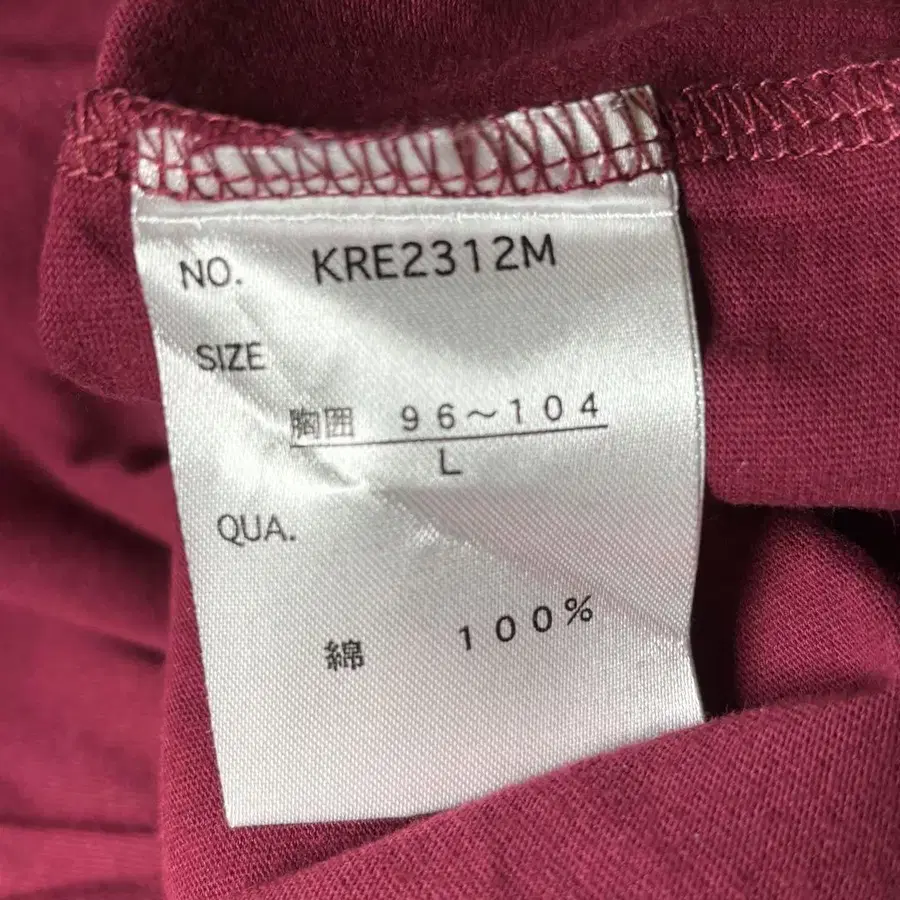 NO. KRE2312M
SIZE
胸囲 96～104
L
QUA.
綿 100%